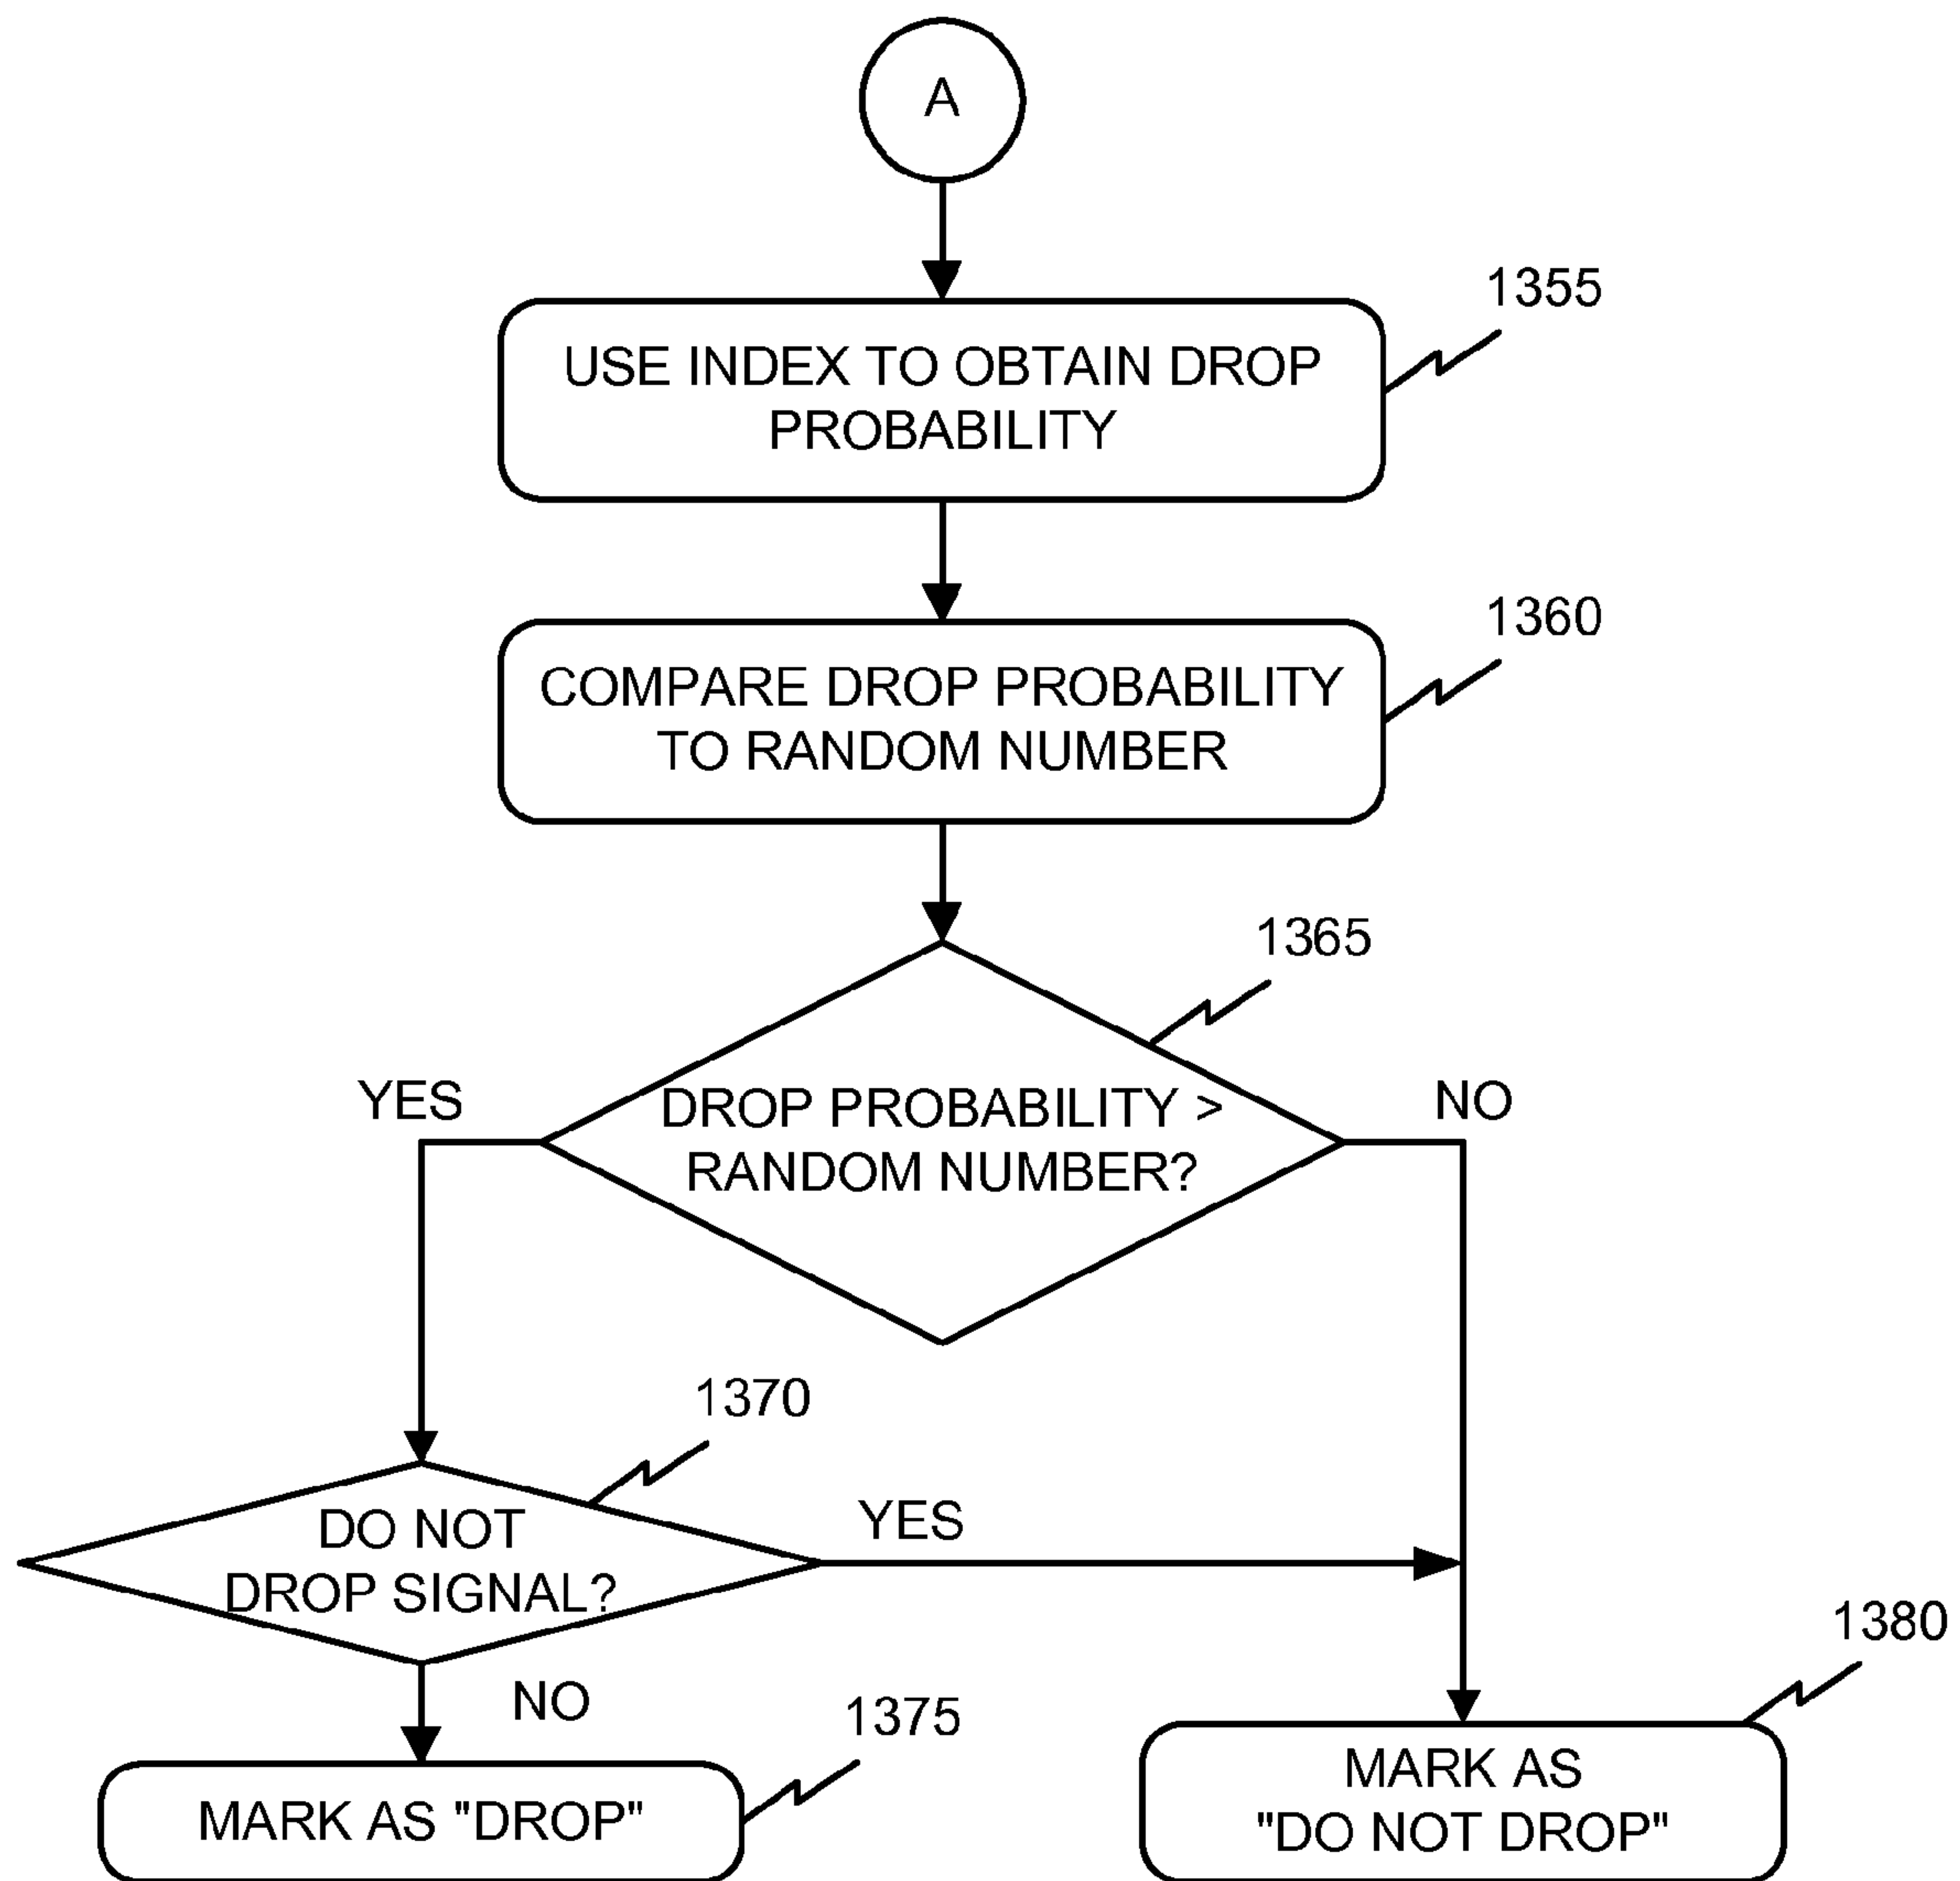 A
1355
USE INDEX TO OBTAIN DROP
PROBABILITY
1360
COMPARE DROP PROBABILITY
TO RANDOM NUMBER
1365
YES
DROP PROBABILITY >
RANDOM NUMBER?
NO
1370
DO NOT
DROP SIGNAL?
YES
NO
1375
MARK AS "DROP"
1380
MARK AS
"DO NOT DROP"